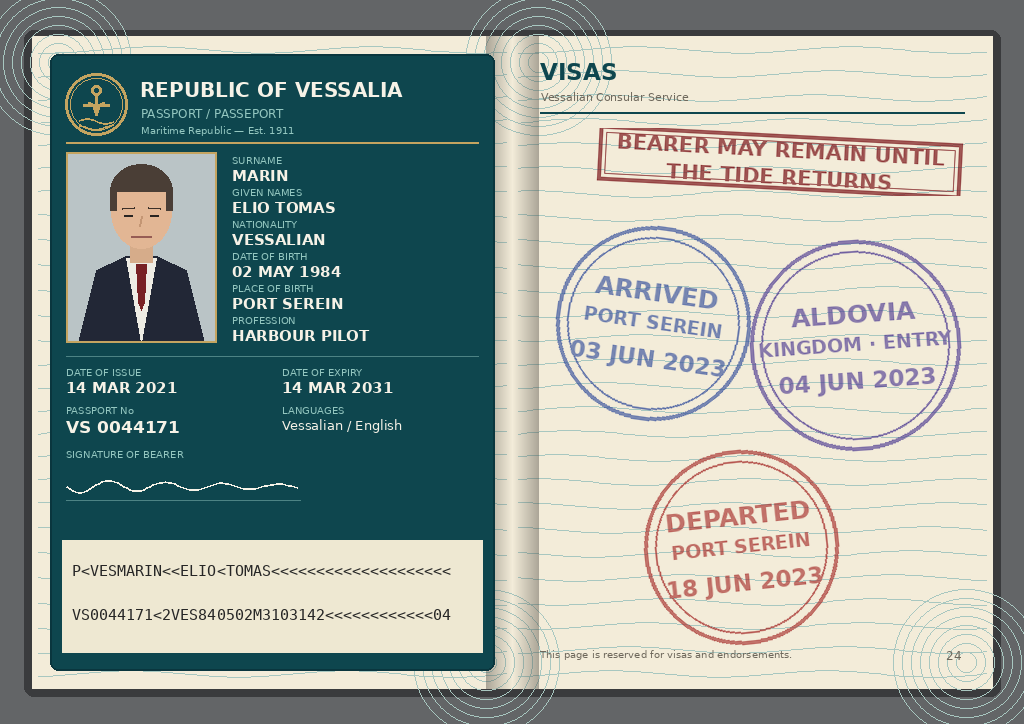 REPUBLIC OF VESSALIA
PASSPORT / PASSEPORT
Maritime Republic — Est. 1911
SURNAME
MARIN
GIVEN NAMES
ELIO TOMAS
NATIONALITY
VESSALIAN
DATE OF BIRTH
02 MAY 1984
PLACE OF BIRTH
PORT SEREIN
PROFESSION
HARBOUR PILOT
DATE OF ISSUE
14 MAR 2021
DATE OF EXPIRY
14 MAR 2031
PASSPORT No
VS 0044171
LANGUAGES
Vessalian / English
SIGNATURE OF BEARER
P<VESMARIN<<ELIO<TOMAS<<<<<<<<<<<<<<<<<<<<
VS0044171<2VES840502M3103142<<<<<<<<<<<<04
VISAS
Vessalian Consular Service
BEARER MAY REMAIN UNTIL
THE TIDE RETURNS
ARRIVED
PORT SEREIN
03 JUN 2023
ALDOVIA
KINGDOM · ENTRY
04 JUN 2023
DEPARTED
PORT SEREIN
18 JUN 2023
This page is reserved for visas and endorsements.
24